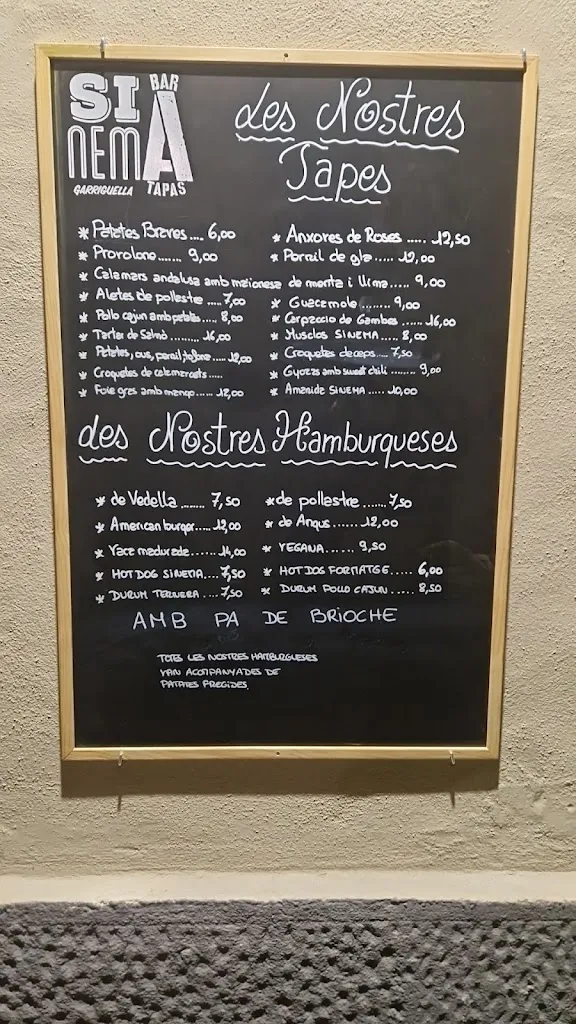 SI
NEMA
BAR
TAPAS
GARRIGUELLA
Les Nostres
Tapes
* Patates Braves .... 6,00
* Anxoves de Roses ..... 12,50
* Provolone ...... 9,00
* Pernil de gla ..... 12,00
* Calamars andalusa amb maionesa de menta i llima ..... 9,00
* Aletes de pollastre ..... 7,00
* Guacamole ....... 9,00
* Pollo cajun amb patates ..... 8,00
* Carpaccio de Gambes ..... 16,00
* Tartar de Salmó ....... 16,00
* Musclos SINEMA .... 8,00
* Patates, ous, pernil, tòfona .... 12,00
* Croquetes de ceps .... 7,50
* Croquetes de calamarcets .....
* Gyozas amb sweet chili ....... 9,00
* Foie gras amb mango .... 12,00
* Amanida SINEMA .... 10,00
Les Nostres Hamburgueses
* de Vedella ....... 7,50
* de pollastre ...... 7,50
* American burger ..... 12,00
* de Angus ...... 12,00
* Vaca madurada ...... 14,00
* VEGANA ..... 9,50
* HOT DOG SINEMA .... 7,50
* HOT DOG FORMATGE ..... 6,00
* DURUM TERNERA .... 7,50
* DURUM POLLO CAJUN ..... 8,50
AMB PA DE BRIOCHE
TOTES LES NOSTRES HAMBURGUESES
VAN ACOMPANYADES DE
PATATES FREGIDES.